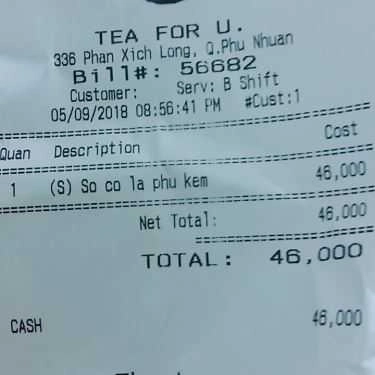 TEA FOR U.
336 Phan Xich Long, Q.Phu Nhuan
Bill#: 56682
Customer: Serv: B Shift
05/09/2018 08:56:41 PM #Cust:1
Quan Description Cost
1 (S) So co la phu kem 46,000
Net Total: 46,000
TOTAL: 46,000
CASH 46,000